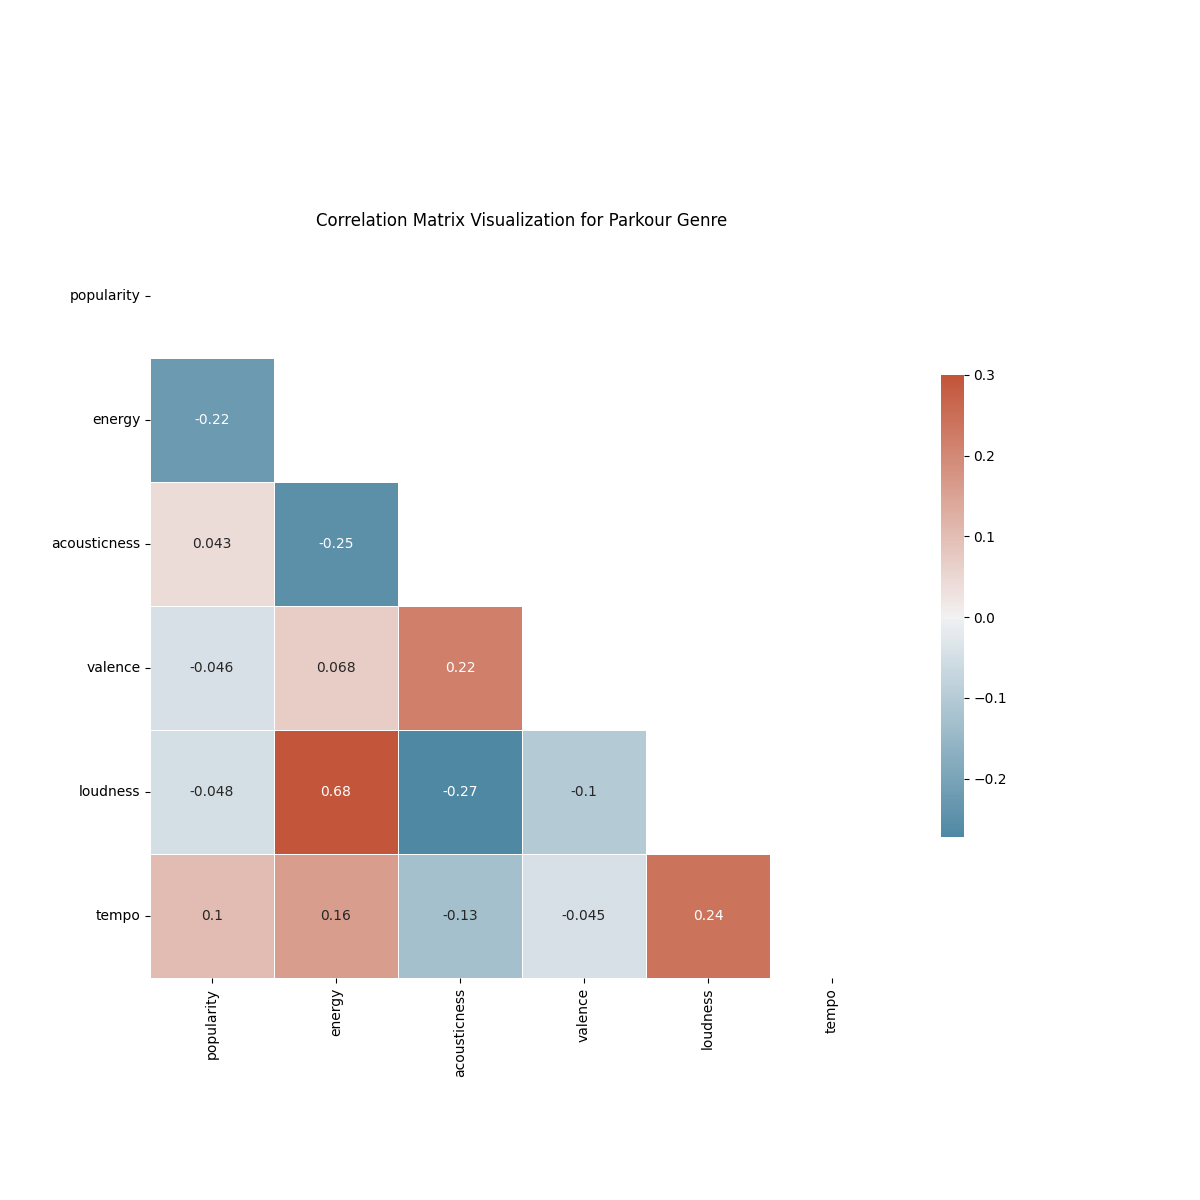 Correlation Matrix Visualization for Parkour Genre
popularity
energy -0.22
acousticness 0.043 -0.25
valence -0.046 0.068 0.22
loudness -0.048 0.68 -0.27 -0.1
tempo 0.1 0.16 -0.13 -0.045 0.24
popularity energy acousticness valence loudness tempo
0.3
0.2
0.1
0.0
−0.1
−0.2